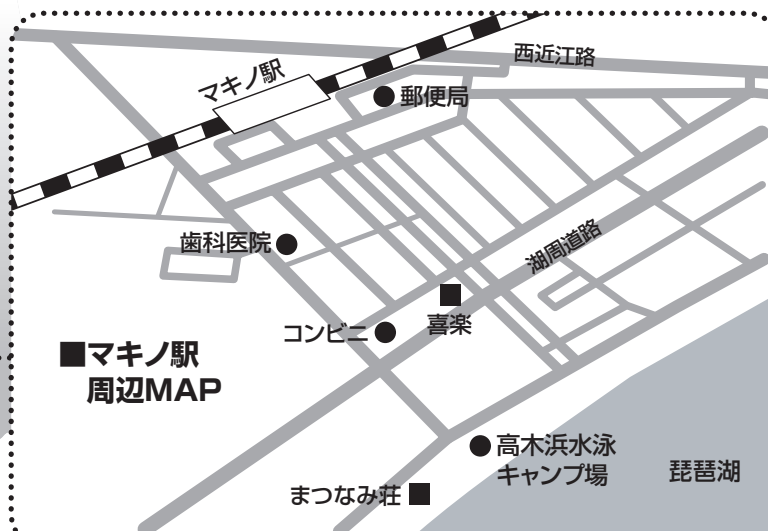 西近江路
マキノ駅
郵便局
歯科医院
湖周道路
喜楽
コンビニ
■マキノ駅
周辺MAP
高木浜水泳
キャンプ場
琵琶湖
まつなみ荘